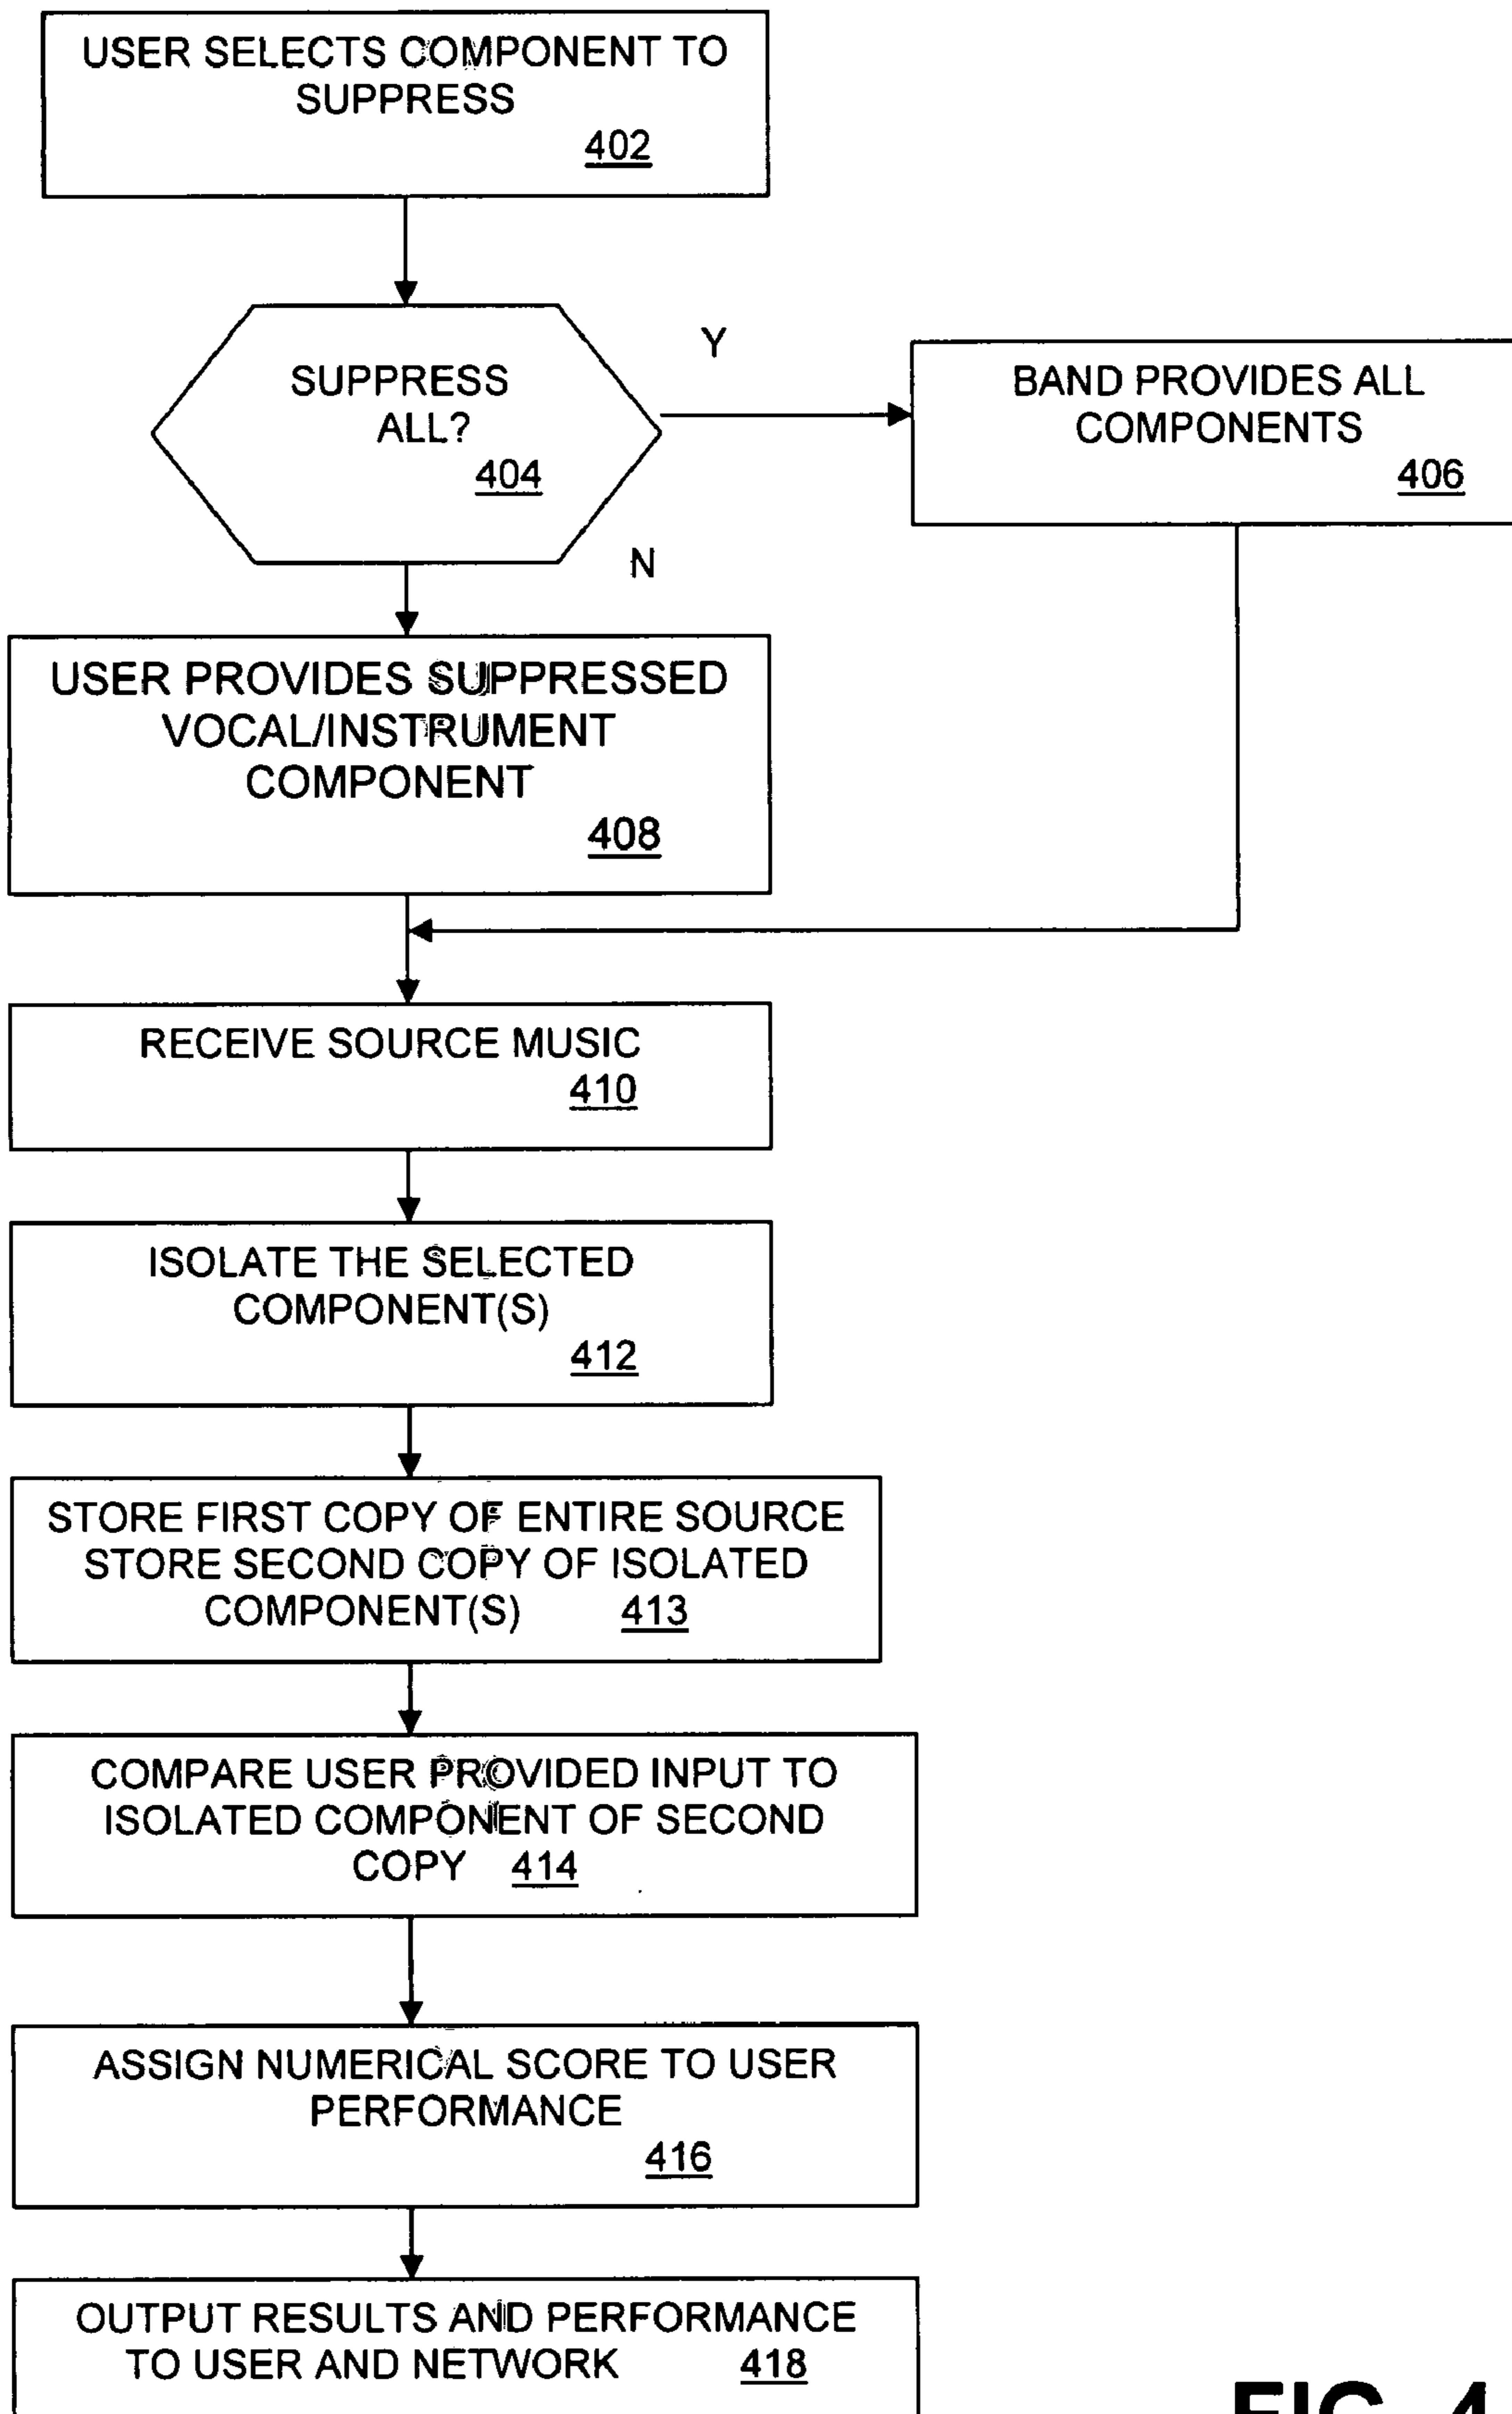 USER SELECTS COMPONENT TO
SUPPRESS
402
SUPPRESS
ALL?
404
Y
BAND PROVIDES ALL
COMPONENTS
406
N
USER PROVIDES SUPPRESSED
VOCAL/INSTRUMENT
COMPONENT
408
RECEIVE SOURCE MUSIC
410
ISOLATE THE SELECTED
COMPONENT(S)
412
STORE FIRST COPY OF ENTIRE SOURCE
STORE SECOND COPY OF ISOLATED
COMPONENT(S) 413
COMPARE USER PROVIDED INPUT TO
ISOLATED COMPONENT OF SECOND
COPY 414
ASSIGN NUMERICAL SCORE TO USER
PERFORMANCE
416
OUTPUT RESULTS AND PERFORMANCE
TO USER AND NETWORK 418
FIG. 4